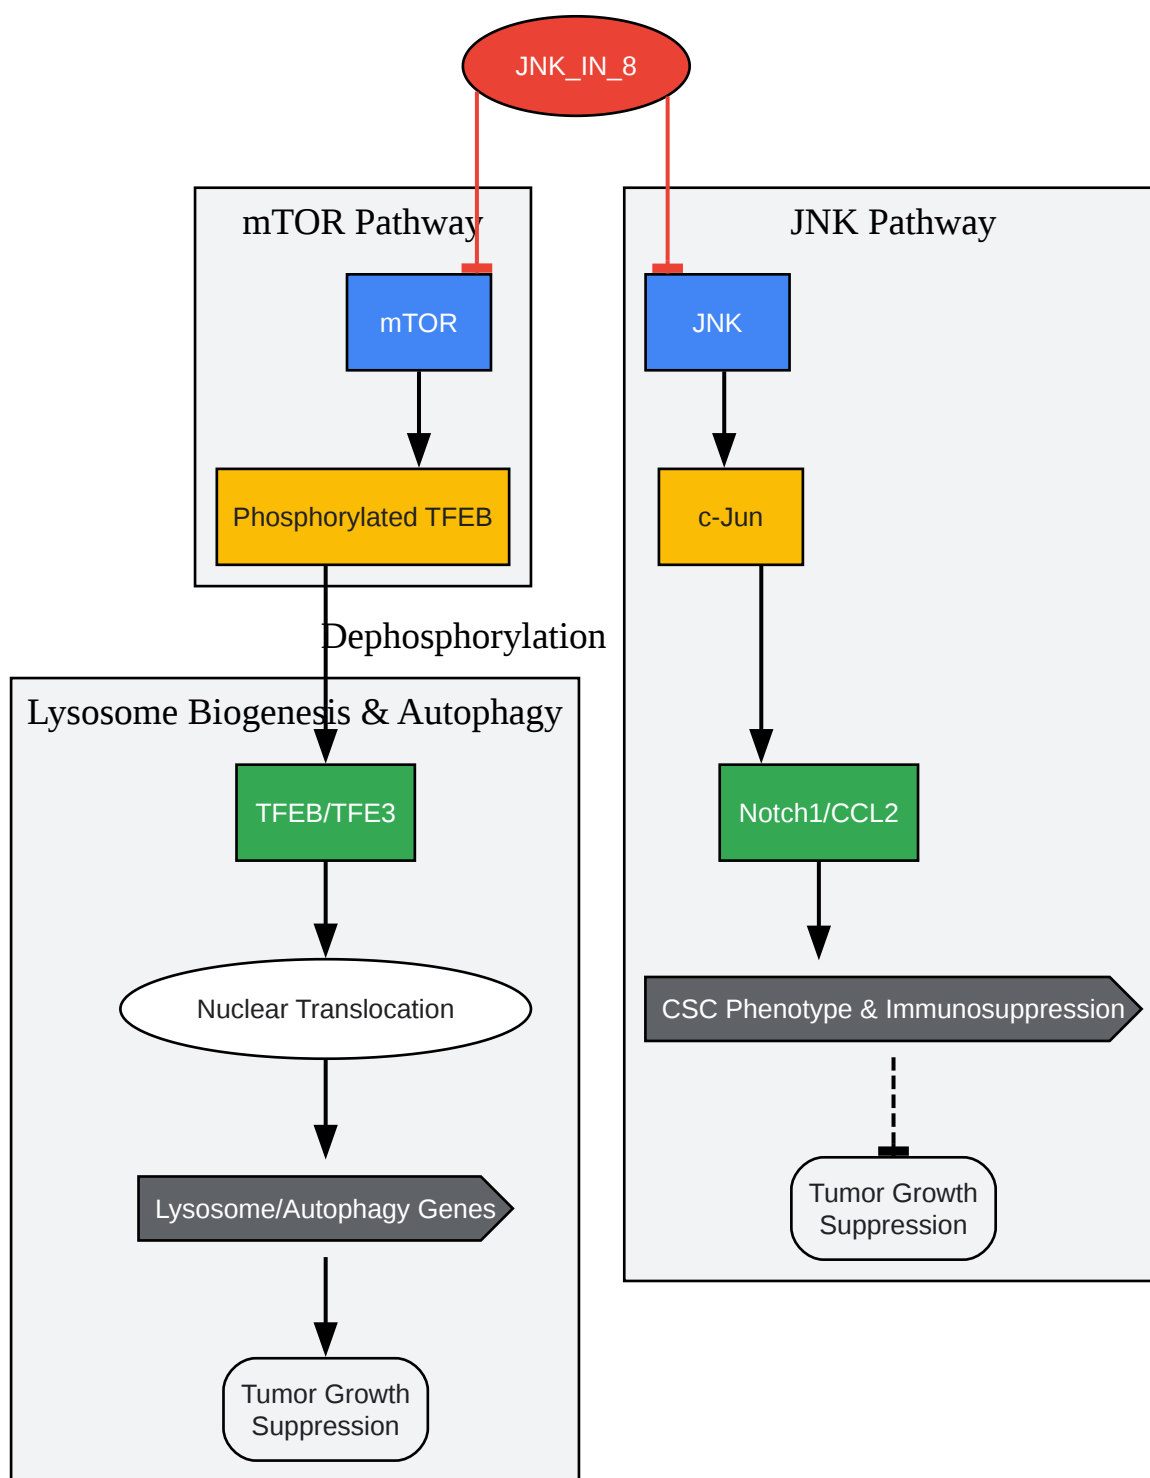 JNK_IN_8
mTOR Pathway
mTOR
Phosphorylated TFEB
Dephosphorylation
Lysosome Biogenesis & Autophagy
TFEB/TFE3
Nuclear Translocation
Lysosome/Autophagy Genes
Tumor Growth
Suppression
JNK Pathway
JNK
c-Jun
Notch1/CCL2
CSC Phenotype & Immunosuppression
Tumor Growth
Suppression